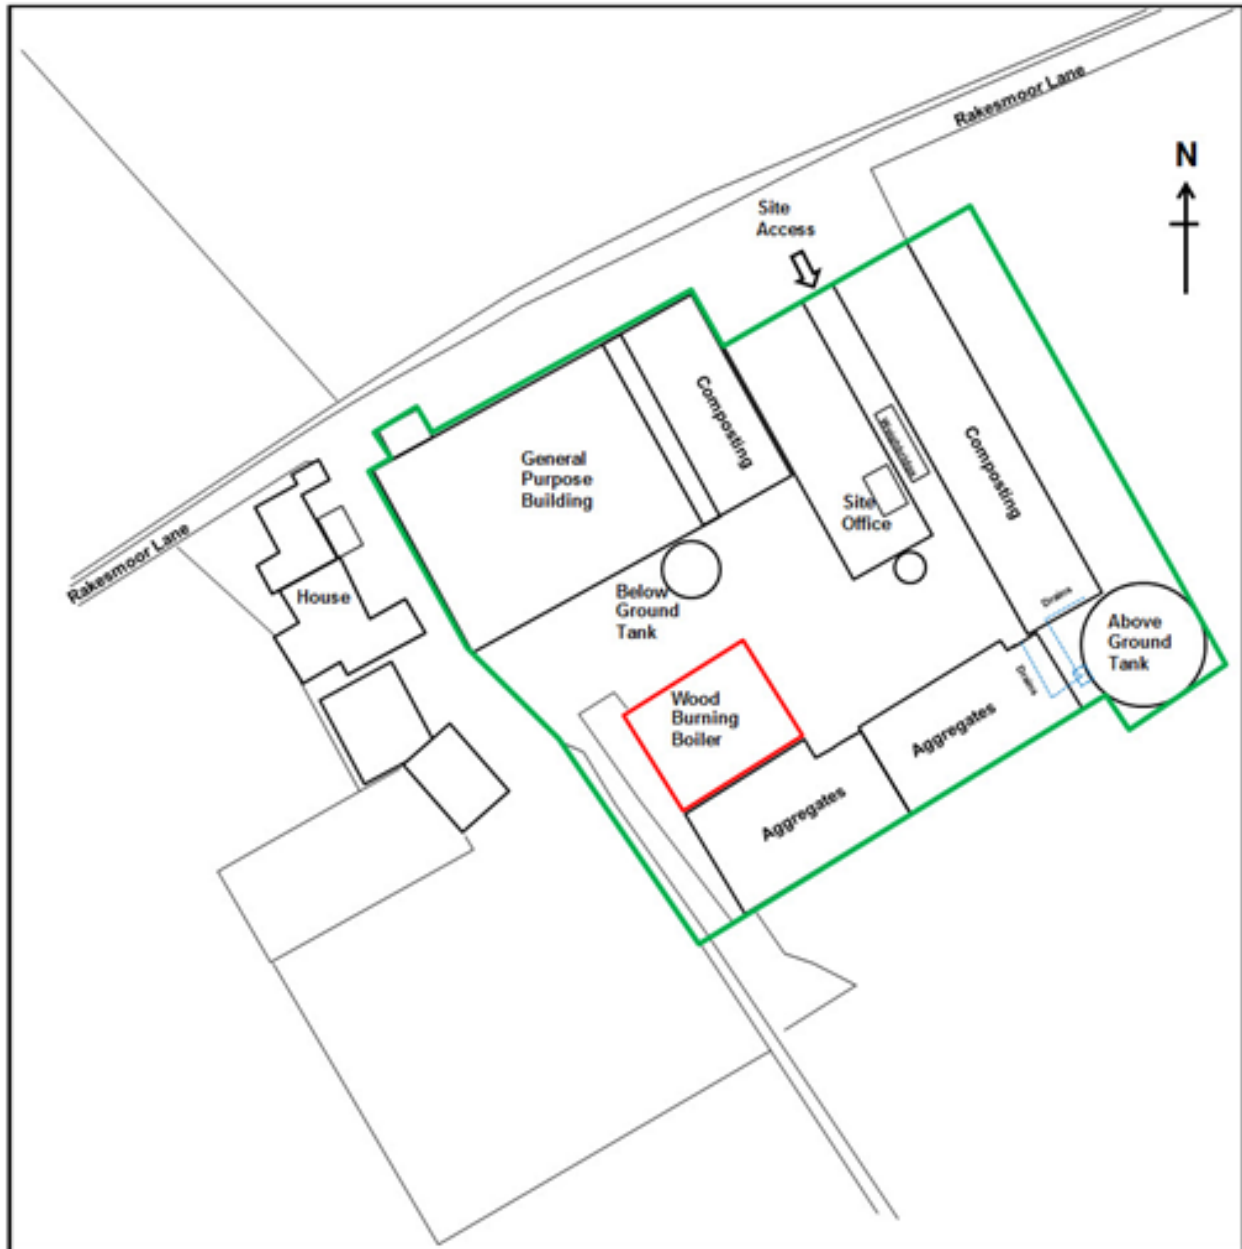 Rakesmoor Lane
N
Site
Access
Composting
General
Purpose
Building
Weighbridge
Composting
Site
Office
Rakesmoor Lane
House
Below
Ground
Tank
Drains
Above
Ground
Tank
Drains
Wood
Burning
Boiler
Aggregates
Aggregates